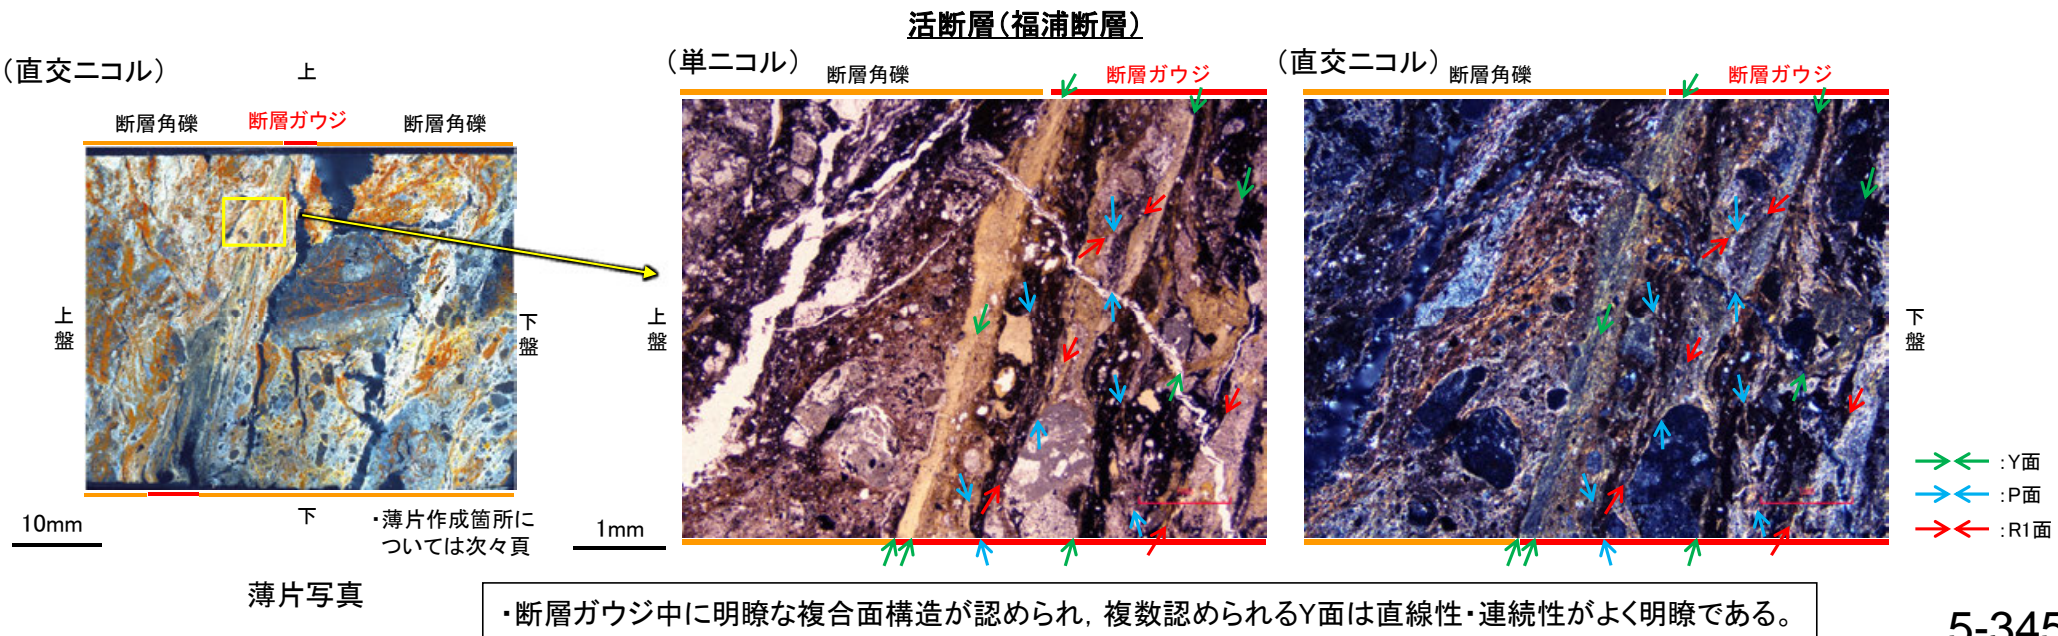 活断層(福浦断層)
(直交ニコル)
上
断層角礫
断層ガウジ
断層角礫
上盤
下盤
10mm
下
・薄片作成箇所に
ついては次々頁
薄片写真
(単ニコル)
断層角礫
断層ガウジ
上盤
1mm
(直交ニコル)
断層角礫
断層ガウジ
下盤
:Y面
:P面
:R1面
・断層ガウジ中に明瞭な複合面構造が認められ,複数認められるY面は直線性・連続性がよく明瞭である。
5-345